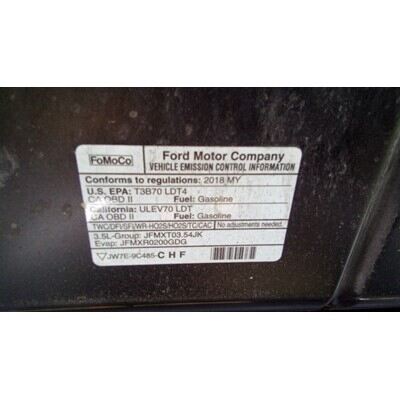 FoMoCo
Ford Motor Company
VEHICLE EMISSION CONTROL INFORMATION
Conforms to regulations: 2018 MY
U.S. EPA: T3B70 LDT4
CA OBD II Fuel: Gasoline
California: ULEV70 LDT
CA OBD II Fuel: Gasoline
TWC/DFI/SFI/WR-HO2S/HO2S/TC/CAC No adjustments needed.
3.5L-Group: JFMXT03.54JK
Evap: JFMXR0200GDG
JW7E-9C485-CHF